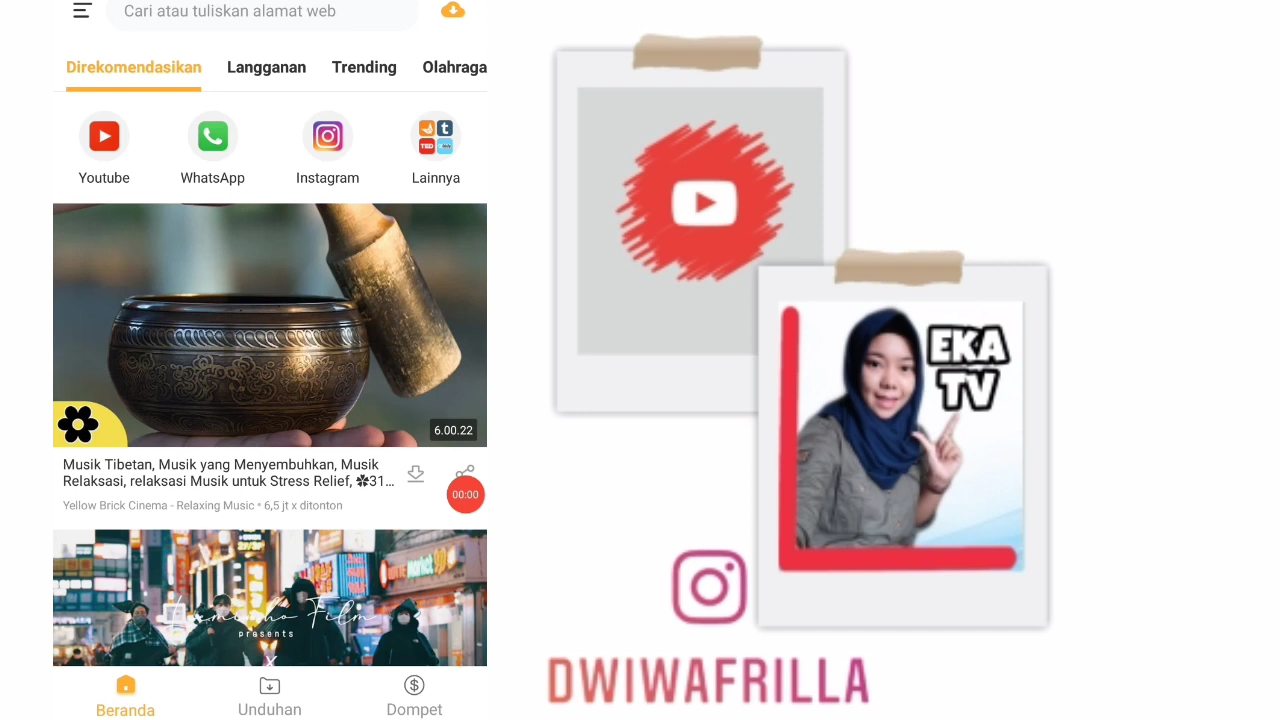 Cari atau tuliskan alamat web
Direkomendasikan Langganan Trending Olahraga
Youtube WhatsApp Instagram Lainnya
t
TED
6.00.22
Musik Tibetan, Musik yang Menyembuhkan, Musik
Relaksasi, relaksasi Musik untuk Stress Relief, ✽31...
Yellow Brick Cinema - Relaxing Music • 6,5 jt x ditonton
00:00
Film
presents
X
Beranda Unduhan Dompet
EKA
TV
DWIWAFRILLA